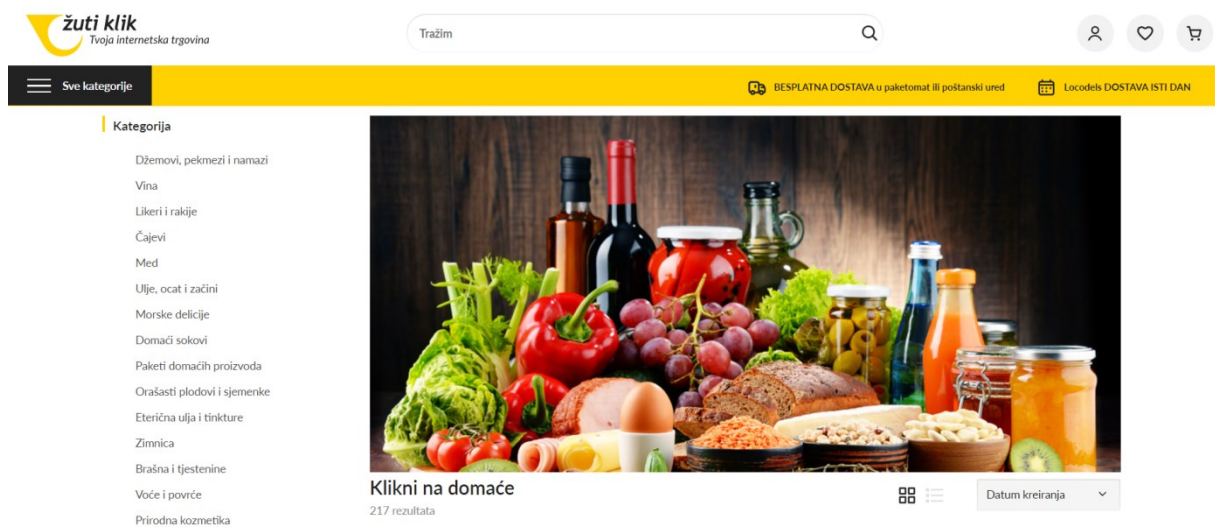 žuti klik
Tvoja internetska trgovina
Tražim
Sve kategorije
BESPLATNA DOSTAVA u paketomat ili poštanski ured
Locodels DOSTAVA ISTI DAN
Kategorija
Džemovi, pekmezi i namazi
Vina
Likeri i rakije
Čajevi
Med
Ulje, ocat i začini
Morske delicije
Domaći sokovi
Paketi domaćih proizvoda
Orašasti plodovi i sjemenke
Eterična ulja i tinkture
Zimnica
Brašna i tjestenine
Voće i povrće
Prirodna kozmetika
Klikni na domaće
217 rezultata
Datum kreiranja